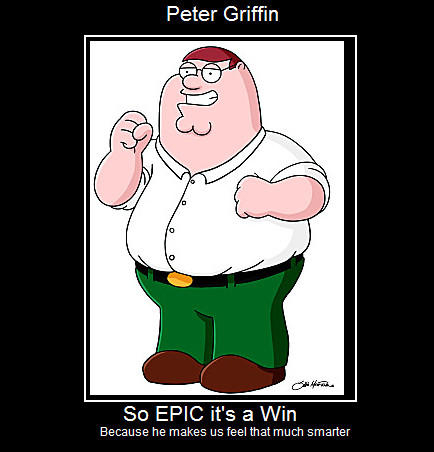 Peter Griffin
So EPIC it's a Win
Because he makes us feel that much smarter